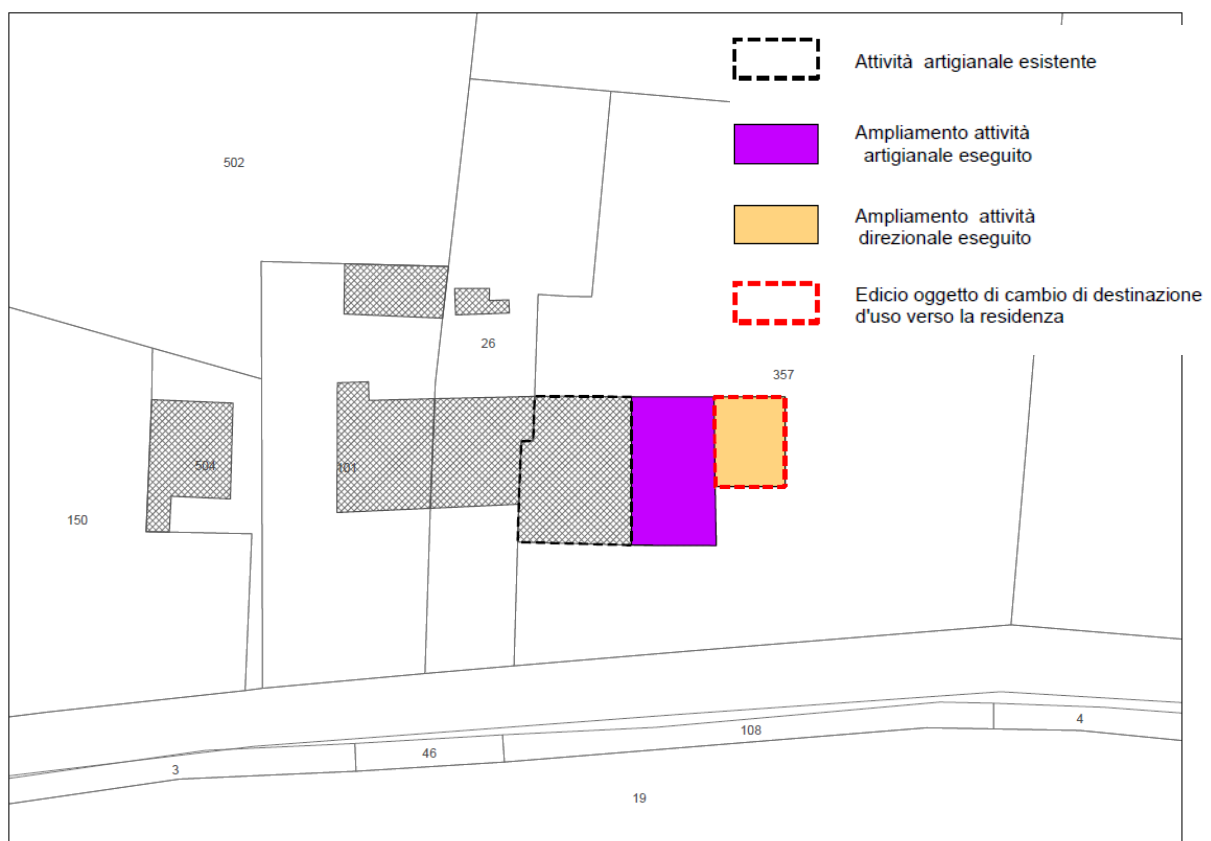 Attività artigianale esistente
502
Ampliamento attività
artigianale eseguito
Ampliamento attività
direzionale eseguito
Edicio oggetto di cambio di destinazione
d'uso verso la residenza
26
357
504
101
150
108
4
46
3
19